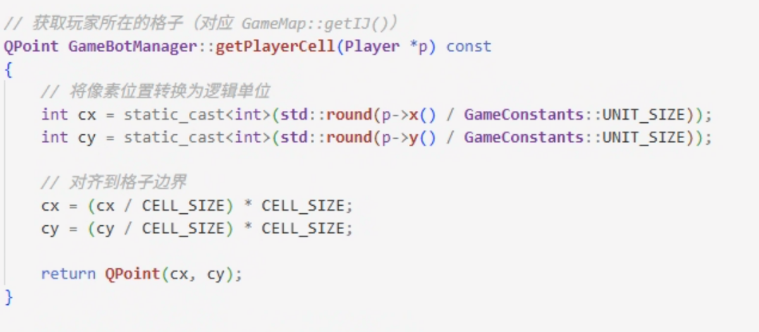 // 获取玩家所在的格子（对应 GameMap::getIJ()）
QPoint GameBotManager::getPlayerCell(Player *p) const
{
    // 将像素位置转换为逻辑单位
    int cx = static_cast<int>(std::round(p->x() / GameConstants::UNIT_SIZE));
    int cy = static_cast<int>(std::round(p->y() / GameConstants::UNIT_SIZE));

    // 对齐到格子边界
    cx = (cx / CELL_SIZE) * CELL_SIZE;
    cy = (cy / CELL_SIZE) * CELL_SIZE;

    return QPoint(cx, cy);
}